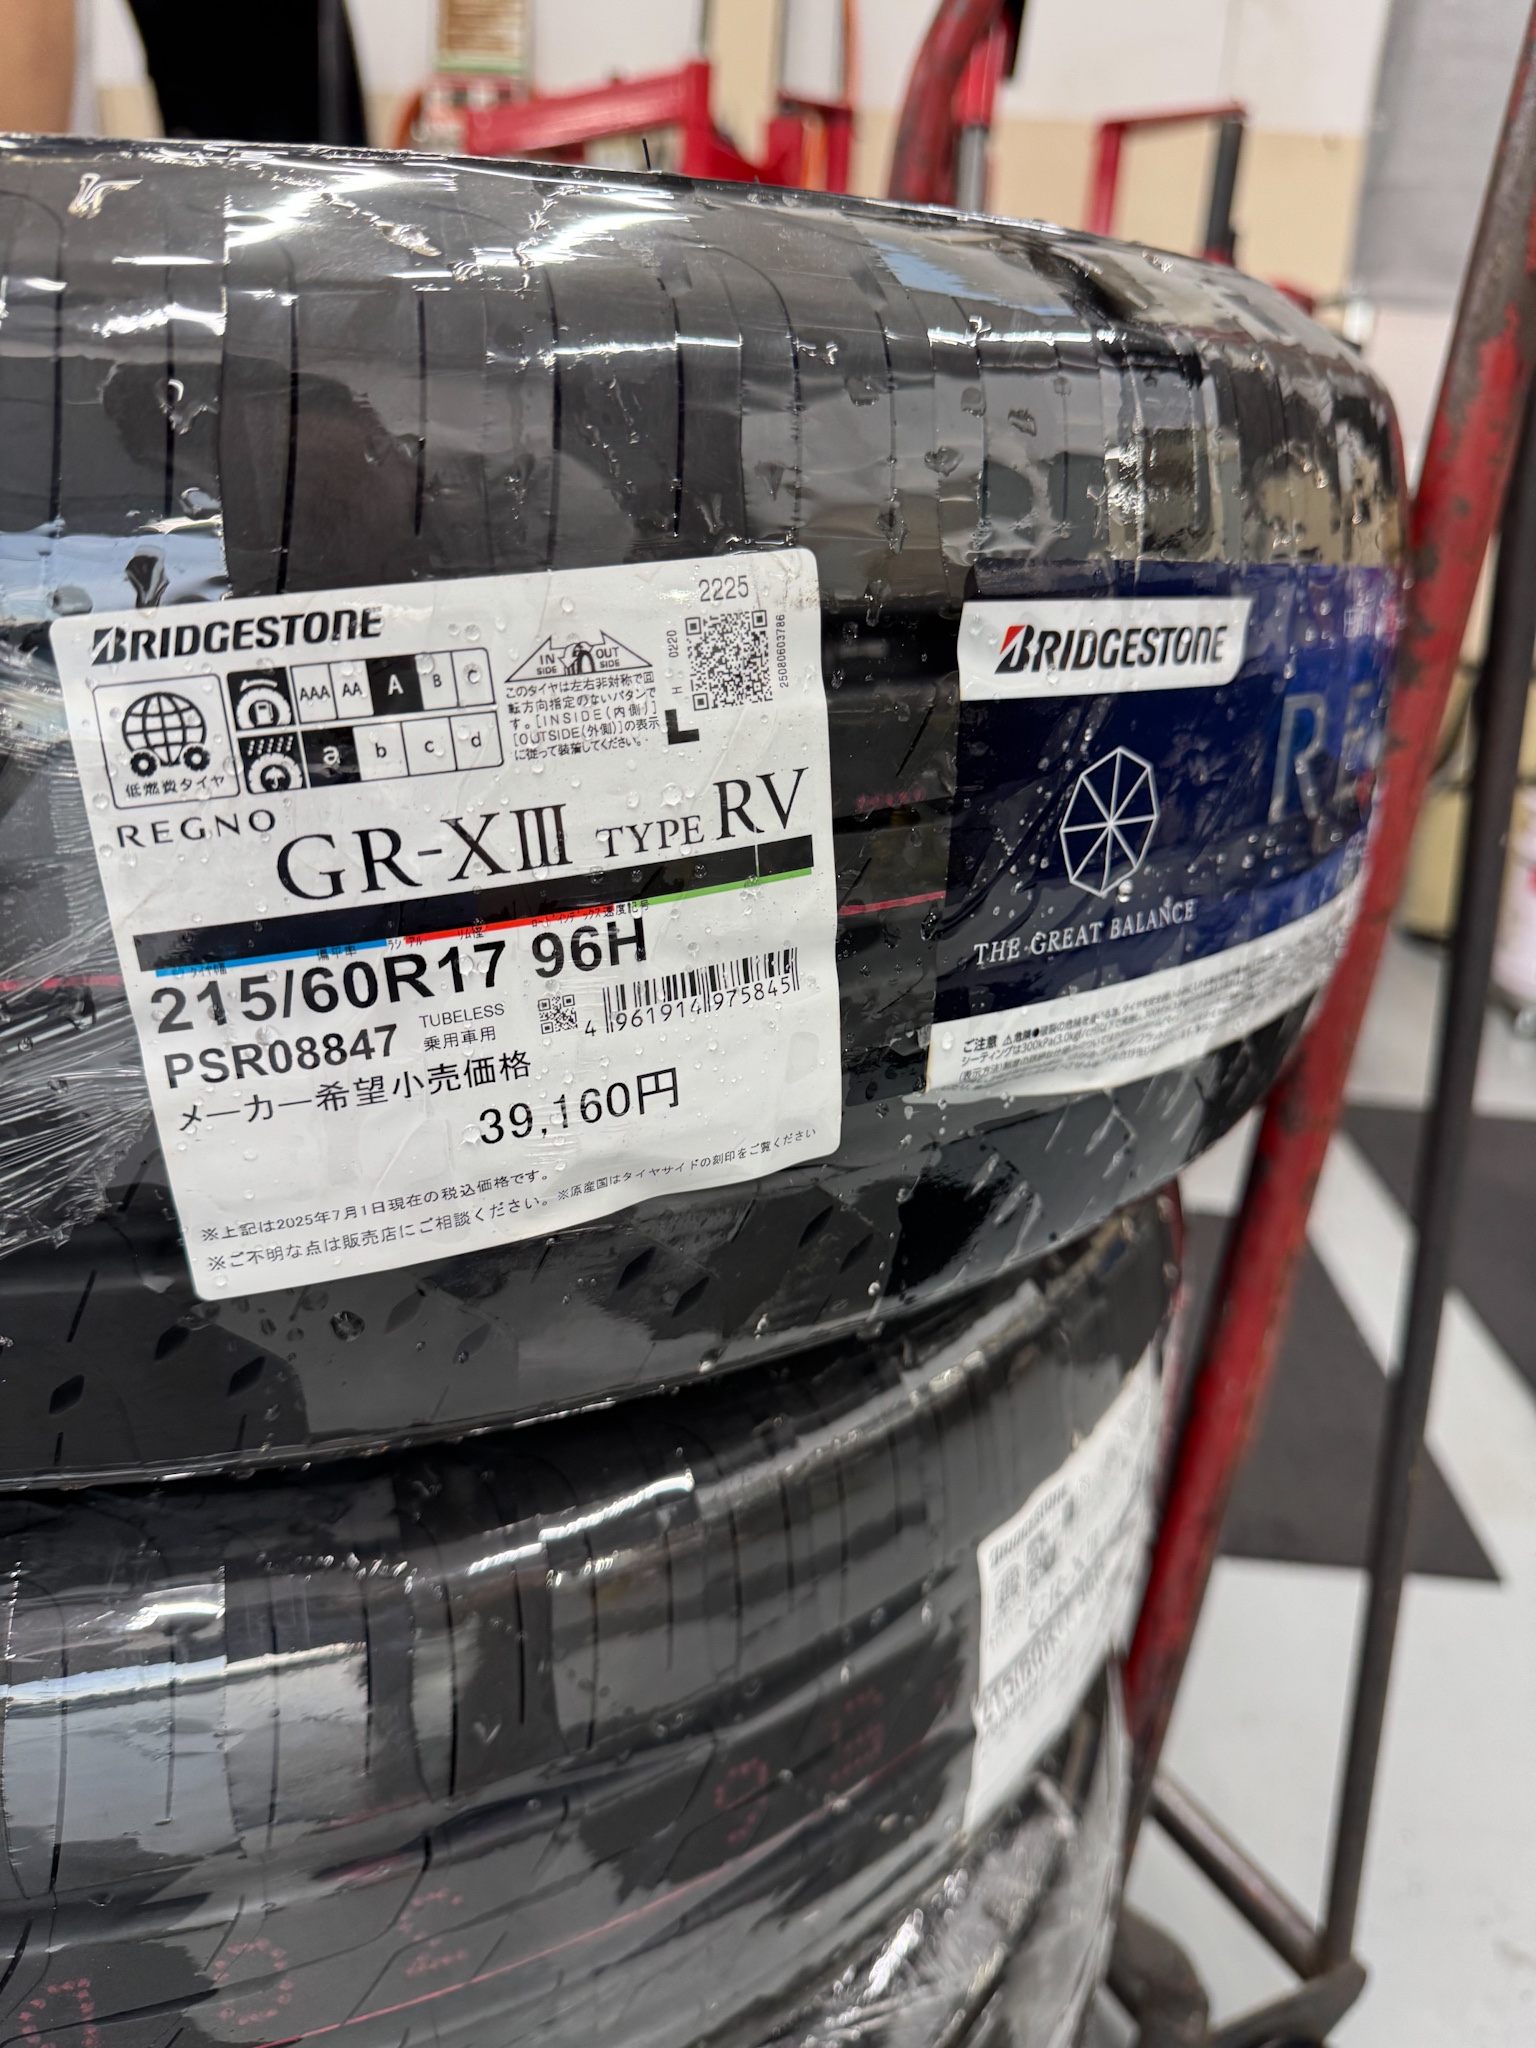 2225
BRIDGESTONE
AAA AA A B C
a b c d
低燃費タイヤ
IN SIDE OUT SIDE
このタイヤは左右非対称で回
転方向指定のないパタンで
す。[INSIDE(内側)]
[OUTSIDE(外側)]の表示
に従って装着してください。
H 0220
L
25080603786
REGNO
GR-XIII TYPE RV
215/60R17 96H
PSR08847
TUBELESS
乗用車用
4 961914 975845
メーカー希望小売価格
39,160円
※上記は2025年7月1日現在の税込価格です。
※ご不明な点は販売店にご相談ください。※原産国はタイヤサイドの刻印をご覧ください
BRIDGESTONE
RE
THE GREAT BALANCE
ご注意